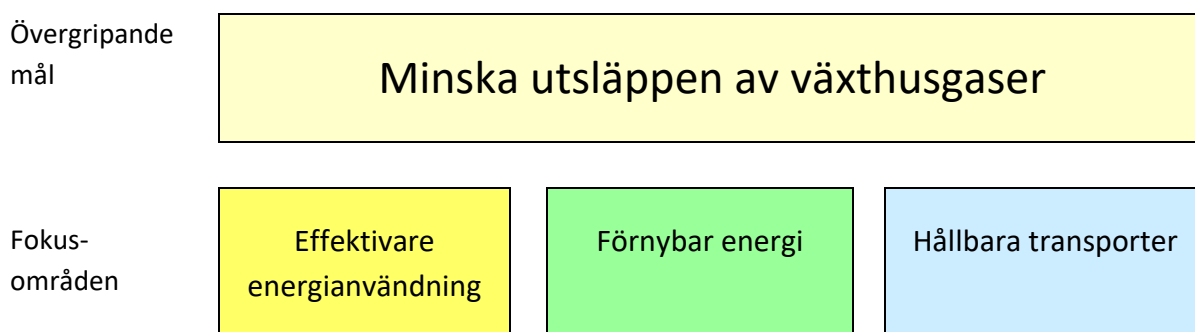 Övergripande
mål
Minska utsläppen av växthusgaser
Fokus-
områden
Effektivare
energianvändning
Förnybar energi
Hållbara transporter